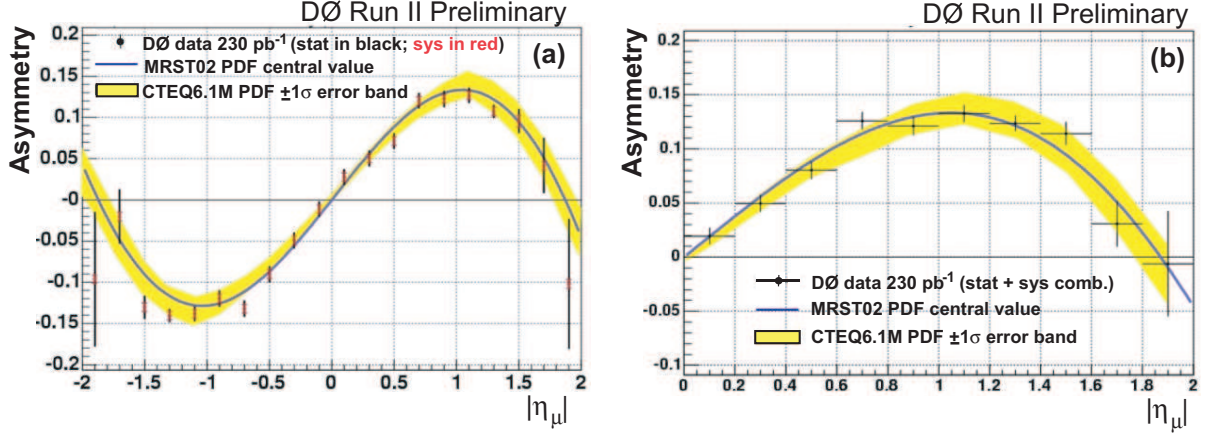 DØ Run II Preliminary
Asymmetry
0.2
0.15
0.1
0.05
-0
-0.05
-0.1
-0.15
-0.2
DØ data 230 pb⁻¹ (stat in black; sys in red)
MRST02 PDF central value
CTEQ6.1M PDF ±1σ error band
(a)
-2 -1.5 -1 -0.5 0 0.5 1 1.5 2
|ημ|
DØ Run II Preliminary
Asymmetry
0.2
0.15
0.1
0.05
0
-0.05
-0.1
(b)
DØ data 230 pb⁻¹ (stat + sys comb.)
MRST02 PDF central value
CTEQ6.1M PDF ±1σ error band
0 0.2 0.4 0.6 0.8 1 1.2 1.4 1.6 1.8 2
|ημ|